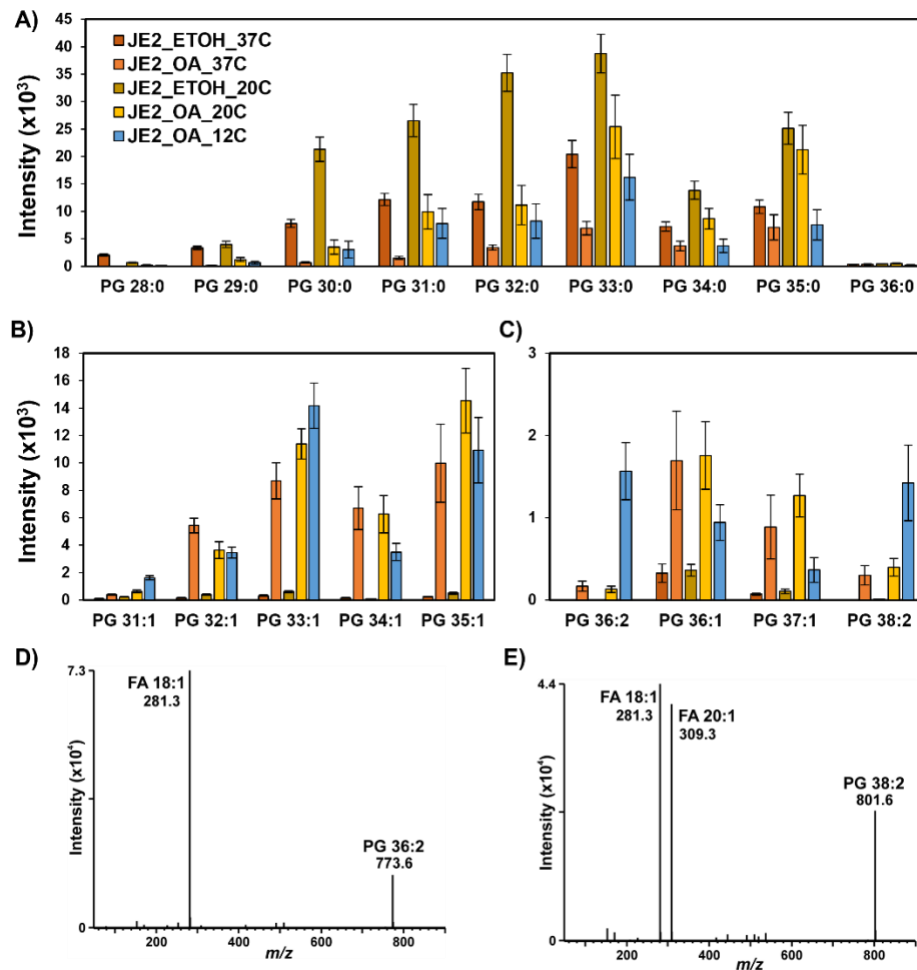 A)
Intensity (x10³)
45
40
35
30
25
20
15
10
5
0
JE2_ETOH_37C
JE2_OA_37C
JE2_ETOH_20C
JE2_OA_20C
JE2_OA_12C
PG 28:0 PG 29:0 PG 30:0 PG 31:0 PG 32:0 PG 33:0 PG 34:0 PG 35:0 PG 36:0
B)
Intensity (x10³)
18
16
14
12
10
8
6
4
2
0
PG 31:1 PG 32:1 PG 33:1 PG 34:1 PG 35:1
C)
3
2
1
0
PG 36:2 PG 36:1 PG 37:1 PG 38:2
D)
Intensity (x10⁴)
7.3
0
FA 18:1
281.3
PG 36:2
773.6
200 400 600 800
m/z
E)
Intensity (x10⁴)
4.4
0
FA 18:1
281.3
FA 20:1
309.3
PG 38:2
801.6
200 400 600 800
m/z